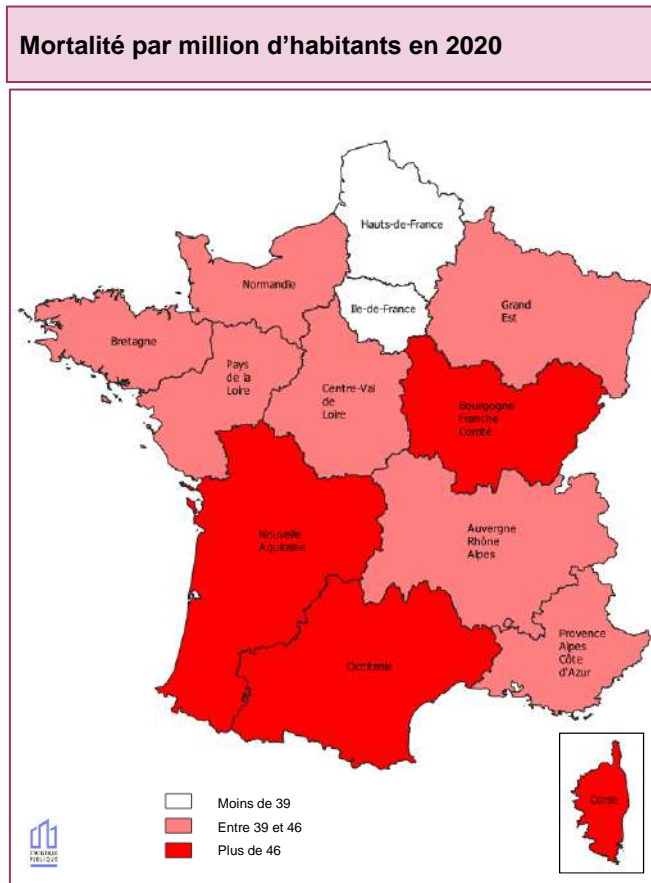 Mortalité par million d’habitants en 2020
Hauts-de-France
Normandie
Ile-de-France
Grand
Est
Bretagne
Pays
de la
Loire
Centre-Val
de
Loire
Bourgogne
Franche
Comté
Nouvelle
Aquitaine
Auvergne
Rhône
Alpes
Provence
Alpes
Côte
d'Azur
Occitanie
Corse
Moins de 39
Entre 39 et 46
Plus de 46
STATISTIQUE
PUBLIQUE